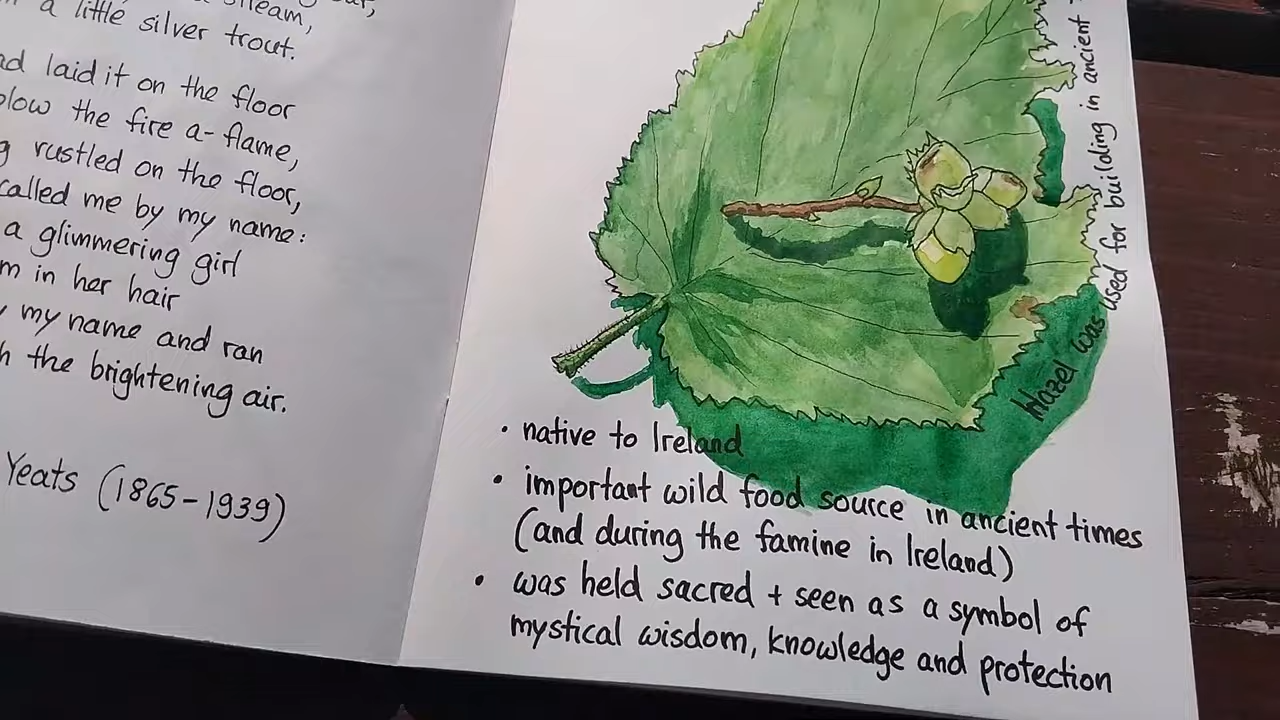 a little silver trout.
laid it on the floor
blow the fire a-flame,
rustled on the floor,
called me by my name:
a glimmering girl
in her hair
my name and ran
the brightening air.
Yeats (1865-1939)
Hazel was used for building in ancient
• native to Ireland
• important wild food source in ancient times
(and during the famine in Ireland)
• was held sacred + seen as a symbol of
mystical wisdom, knowledge and protection